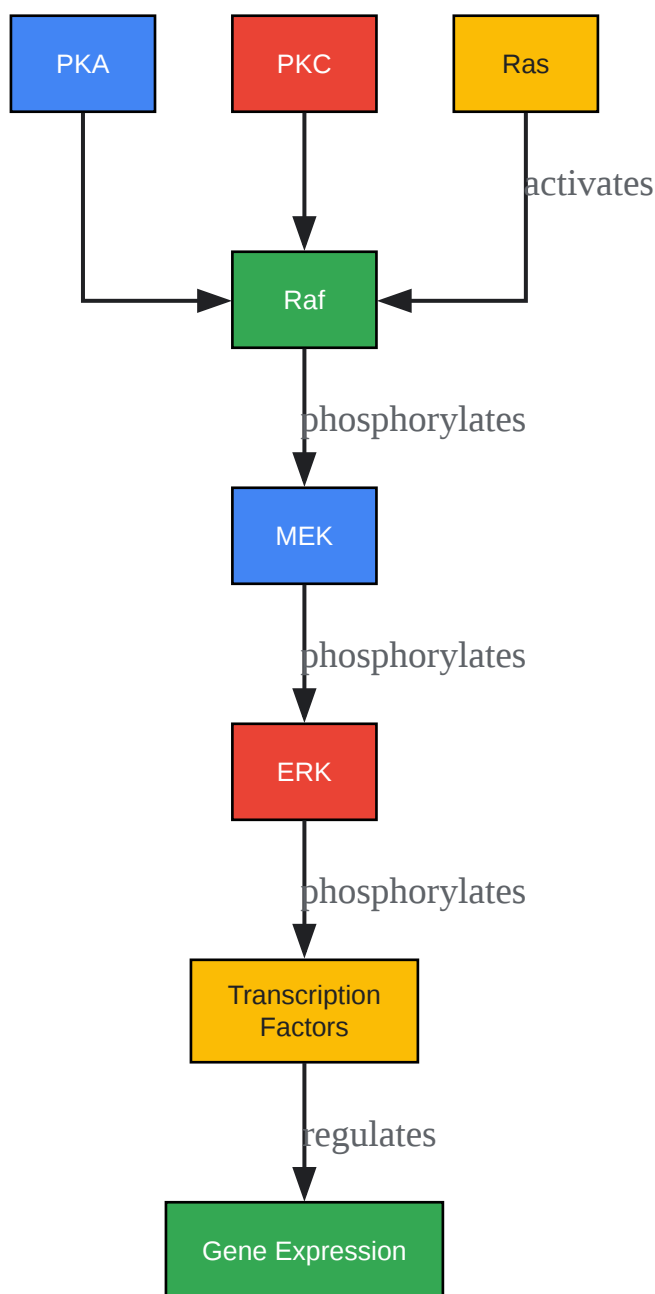 PKA
PKC
Ras
activates
Raf
phosphorylates
MEK
phosphorylates
ERK
phosphorylates
Transcription
Factors
regulates
Gene Expression